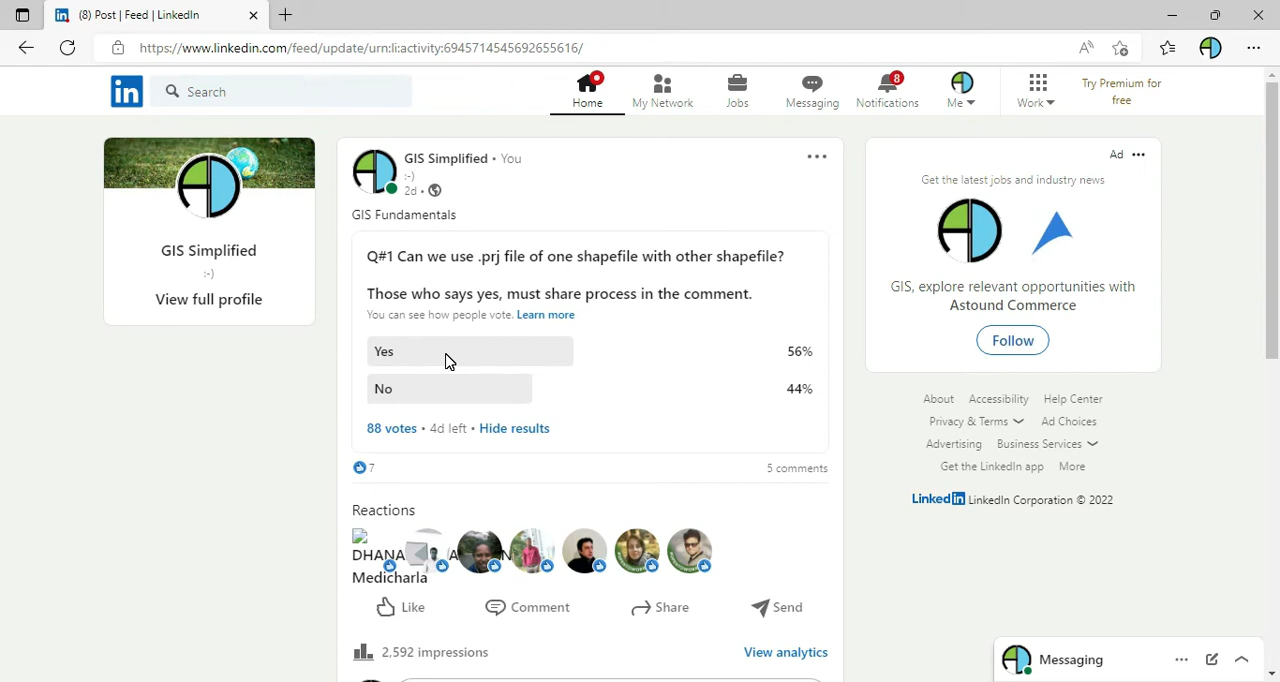 (8) Post | Feed | LinkedIn
https://www.linkedin.com/feed/update/urn:li:activity:6945714545692655616/
in Search
Home
My Network
Jobs
Messaging
8
Notifications
Me
Work
Try Premium for
free
GIS Simplified
:-)
View full profile
GIS Simplified • You
:-)
2d •
GIS Fundamentals
Q#1 Can we use .prj file of one shapefile with other shapefile?
Those who says yes, must share process in the comment.
You can see how people vote. Learn more
Yes 56%
No 44%
88 votes • 4d left • Hide results
7 5 comments
Reactions
DHANA
Medicharla
Like Comment Share Send
2,592 impressions View analytics
Ad
Get the latest jobs and industry news
GIS, explore relevant opportunities with
Astound Commerce
Follow
About Accessibility Help Center
Privacy & Terms Ad Choices
Advertising Business Services
Get the LinkedIn app More
LinkedIn LinkedIn Corporation © 2022
Messaging